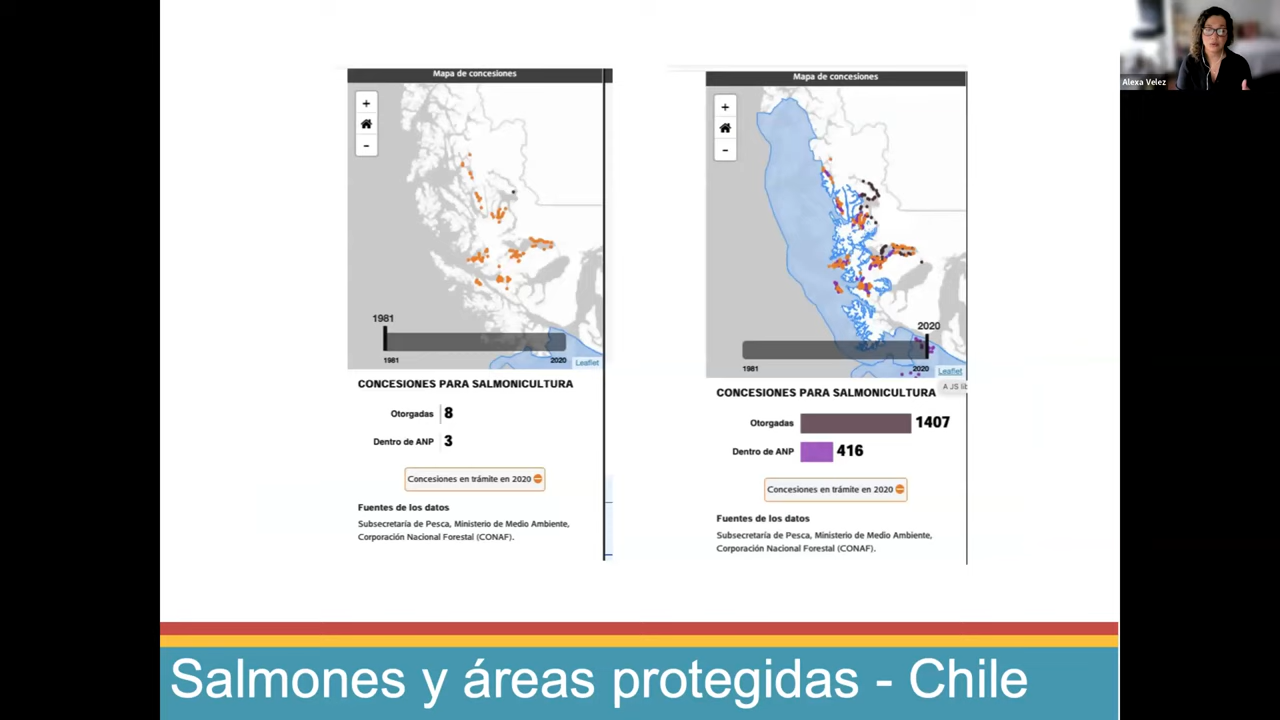 Mapa de concesiones
+
-
1981
1981
2020
Leaflet
CONCESIONES PARA SALMONICULTURA
Otorgadas 8
Dentro de ANP 3
Concesiones en trámite en 2020
Fuentes de los datos
Subsecretaría de Pesca, Ministerio de Medio Ambiente,
Corporación Nacional Forestal (CONAF).
Mapa de concesiones
+
-
2020
1981
2020
Leaflet
A JS lib
CONCESIONES PARA SALMONICULTURA
Otorgadas 1407
Dentro de ANP 416
Concesiones en trámite en 2020
Fuentes de los datos
Subsecretaría de Pesca, Ministerio de Medio Ambiente,
Corporación Nacional Forestal (CONAF).
Alexa Velez
Salmones y áreas protegidas - Chile